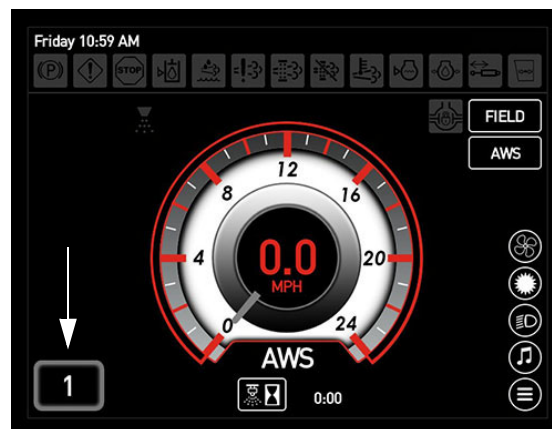 Friday 10:59 AM
(P)
STOP
FIELD
AWS
12
8
16
4
20
0.0
MPH
0
24
AWS
1
0:00